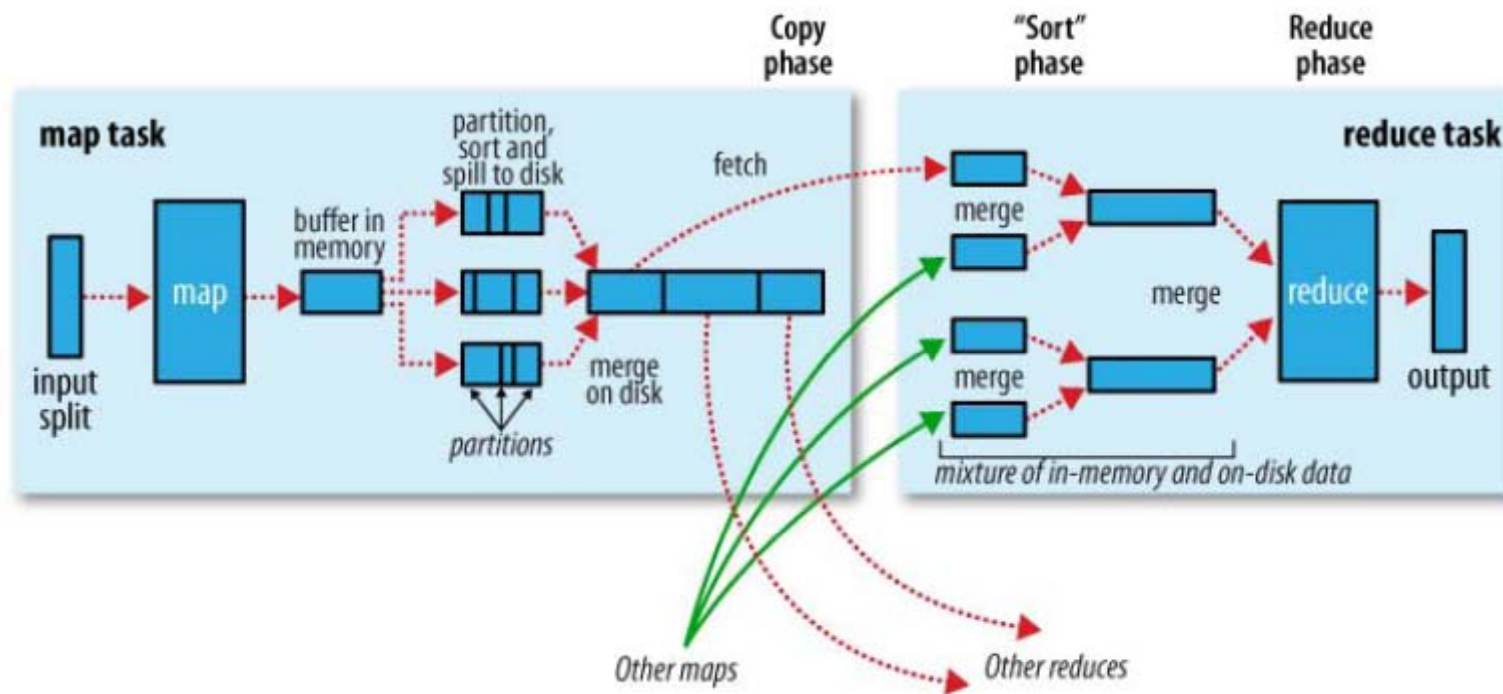 Copy
phase
“Sort”
phase
Reduce
phase
map task
partition,
sort and
spill to disk
fetch
buffer in
memory
map
input
split
merge
on disk
partitions
reduce task
merge
merge
merge
reduce
output
mixture of in-memory and on-disk data
Other maps
Other reduces